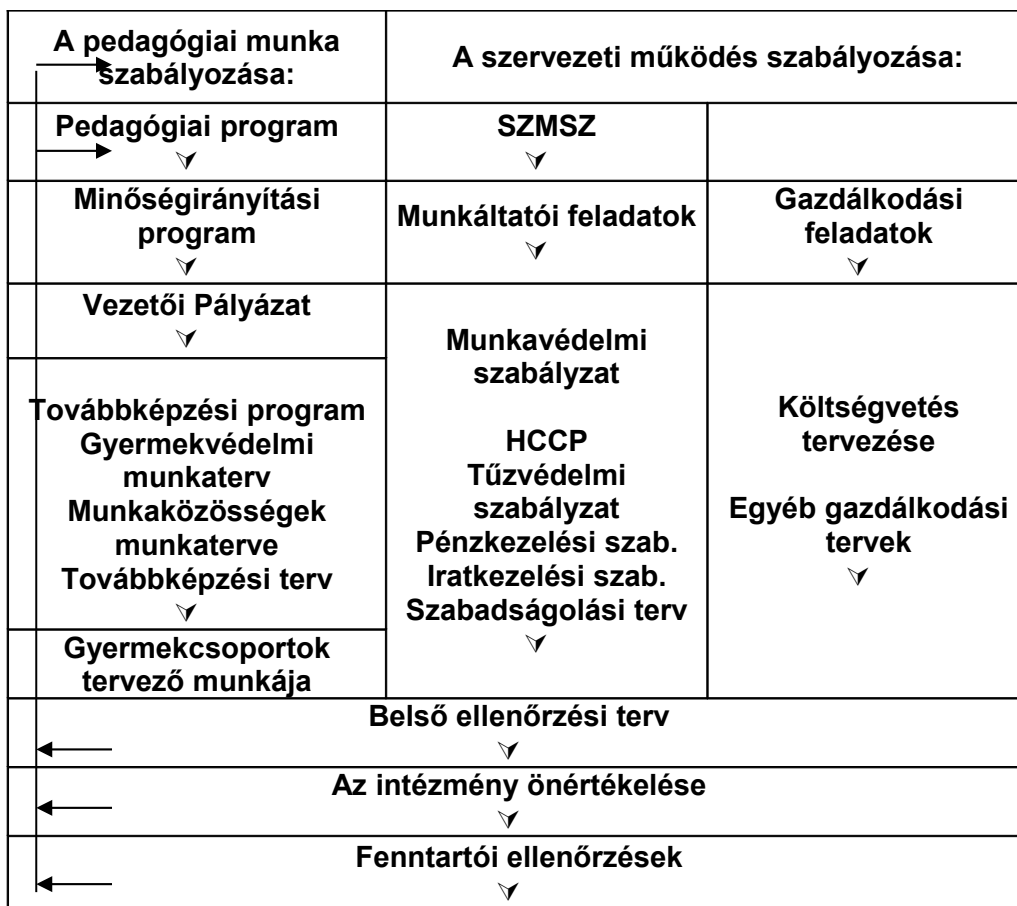 A pedagógiai munka
szabályozása:
A szervezeti működés szabályozása:
Pedagógiai program
SZMSZ
Minőségirányítási
program
Munkáltatói feladatok
Gazdálkodási
feladatok
Vezetői Pályázat
Továbbképzési program
Gyermekvédelmi
munkaterv
Munkaközösségek
munkaterve
Továbbképzési terv
Gyermekcsoportok
tervező munkája
Munkavédelmi
szabályzat
HCCP
Tűzvédelmi
szabályzat
Pénzkezelési szab.
Iratkezelési szab.
Szabadságolási terv
Költségvetés
tervezése
Egyéb gazdálkodási
tervek
Belső ellenőrzési terv
Az intézmény önértékelése
Fenntartói ellenőrzések